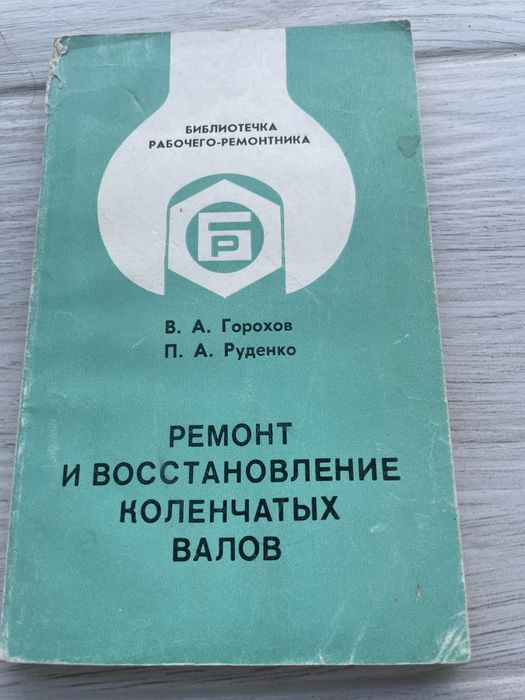 БИБЛИОТЕЧКА
РАБОЧЕГО-РЕМОНТНИКА
БР
В. А. Горохов
П. А. Руденко
РЕМОНТ
И ВОССТАНОВЛЕНИЕ
КОЛЕНЧАТЫХ
ВАЛОВ